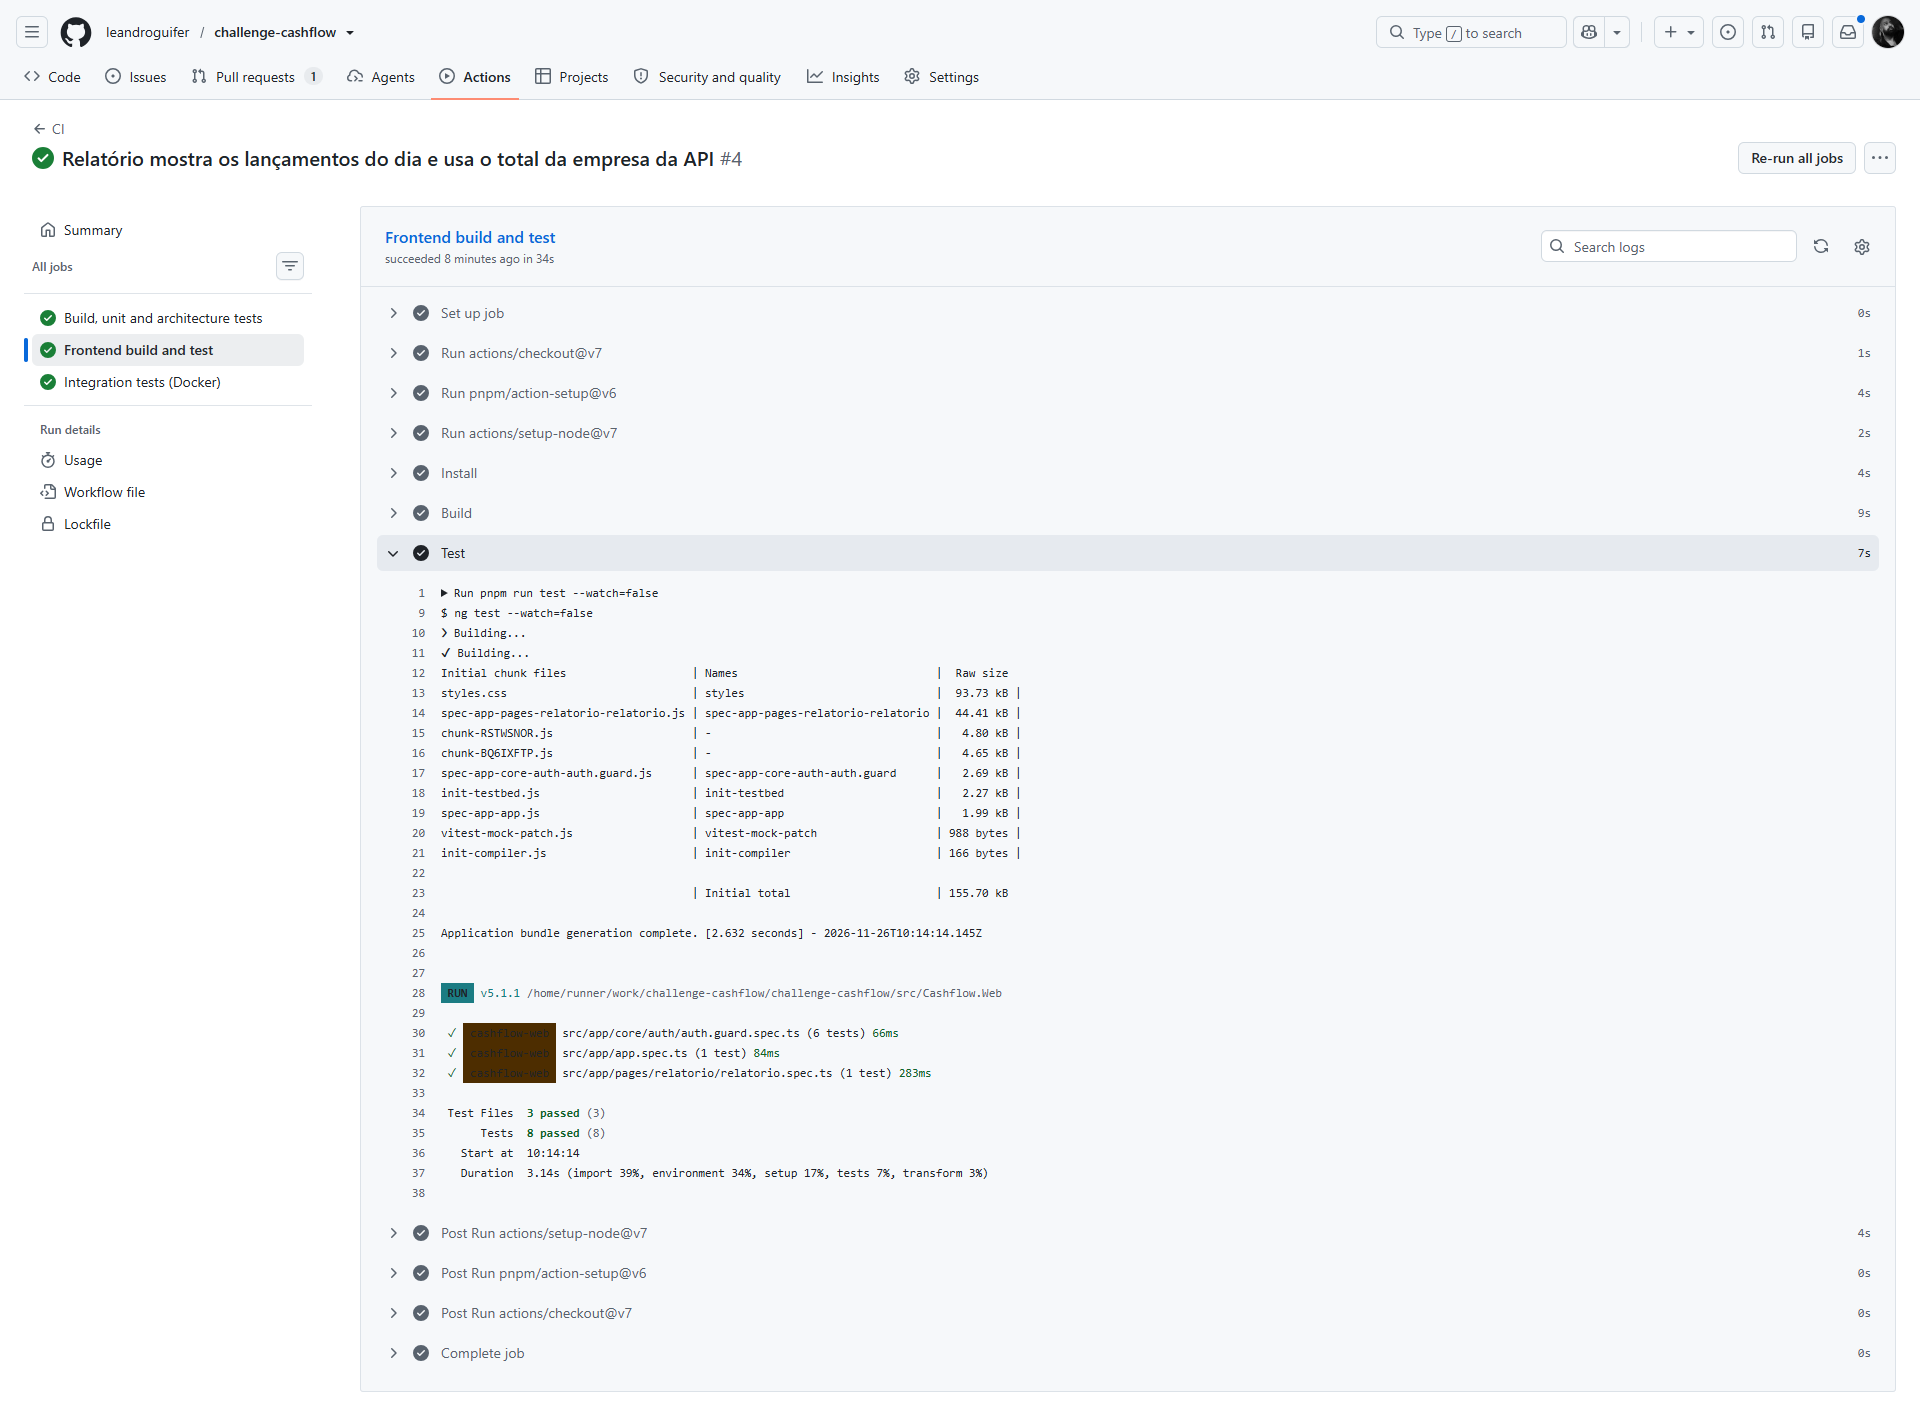 leandroguifer / challenge-cashflow
Type / to search
Code
Issues
Pull requests 1
Agents
Actions
Projects
Security and quality
Insights
Settings
CI
Relatório mostra os lançamentos do dia e usa o total da empresa da API #4
Re-run all jobs
Summary
All jobs
Build, unit and architecture tests
Frontend build and test
Integration tests (Docker)
Run details
Usage
Workflow file
Lockfile
Frontend build and test
succeeded 8 minutes ago in 34s
Search logs
Set up job 0s
Run actions/checkout@v7 1s
Run pnpm/action-setup@v6 4s
Run actions/setup-node@v7 2s
Install 4s
Build 9s
Test 7s
1 Run pnpm run test --watch=false
9 $ ng test --watch=false
10 ❯ Building...
11 ✔ Building...
12 Initial chunk files | Names | Raw size
13 styles.css | styles | 93.73 kB |
14 spec-app-pages-relatorio-relatorio.js | spec-app-pages-relatorio-relatorio | 44.41 kB |
15 chunk-RSTWSNOR.js | - | 4.80 kB |
16 chunk-BQ6IXFTP.js | - | 4.65 kB |
17 spec-app-core-auth-auth.guard.js | spec-app-core-auth-auth.guard | 2.69 kB |
18 init-testbed.js | init-testbed | 2.27 kB |
19 spec-app-app.js | spec-app-app | 1.99 kB |
20 vitest-mock-patch.js | vitest-mock-patch | 988 bytes |
21 init-compiler.js | init-compiler | 166 bytes |
22
23 | Initial total | 155.70 kB
24
25 Application bundle generation complete. [2.632 seconds] - 2026-11-26T10:14:14.145Z
26
27
28 RUN v5.1.1 /home/runner/work/challenge-cashflow/challenge-cashflow/src/Cashflow.Web
29
30 ✓ cashflow-web src/app/core/auth/auth.guard.spec.ts (6 tests) 66ms
31 ✓ cashflow-web src/app/app.spec.ts (1 test) 84ms
32 ✓ cashflow-web src/app/pages/relatorio/relatorio.spec.ts (1 test) 283ms
33
34 Test Files 3 passed (3)
35 Tests 8 passed (8)
36 Start at 10:14:14
37 Duration 3.14s (import 39%, environment 34%, setup 17%, tests 7%, transform 3%)
38
Post Run actions/setup-node@v7 4s
Post Run pnpm/action-setup@v6 0s
Post Run actions/checkout@v7 0s
Complete job 0s